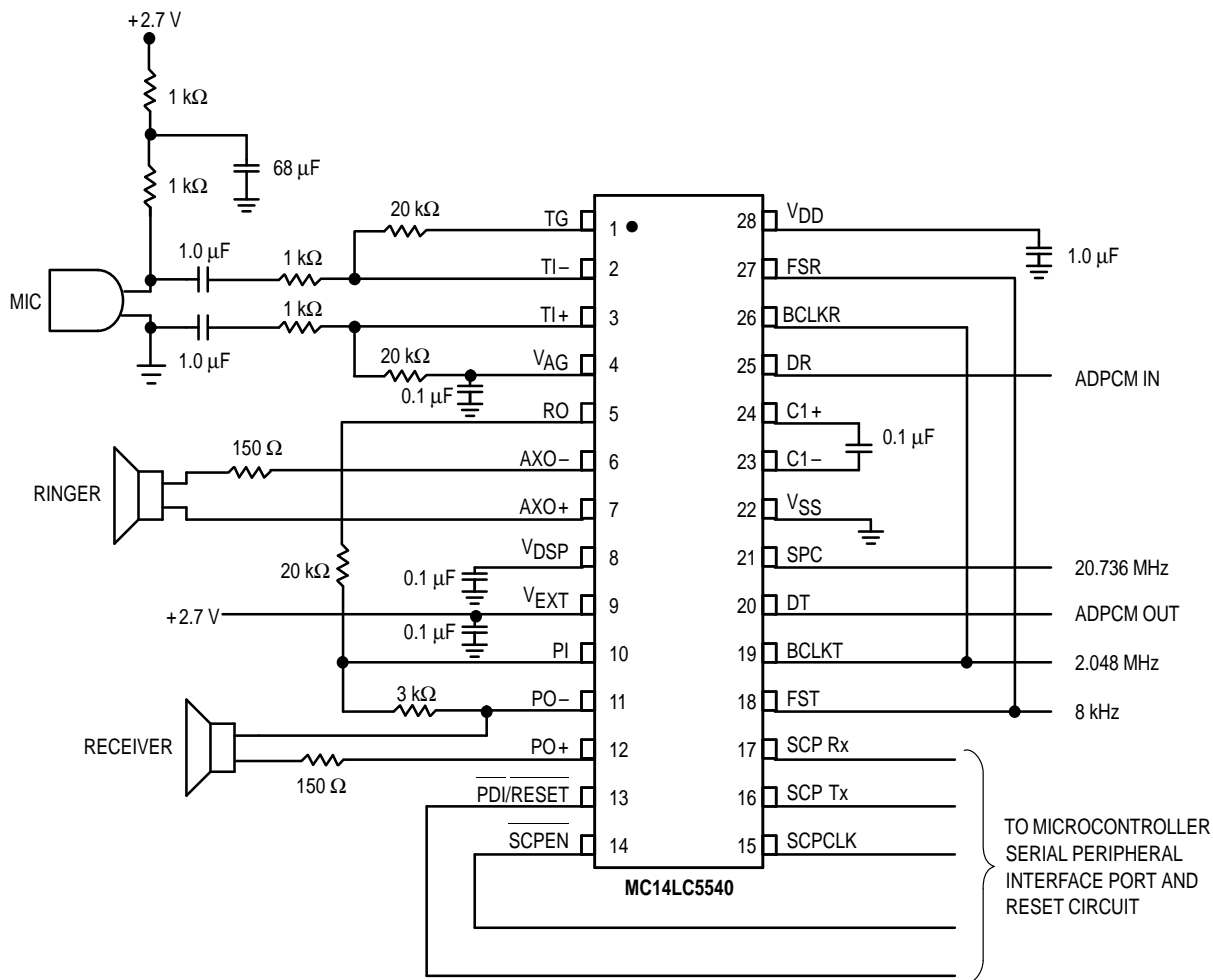 +2.7 V
1 kΩ
68 µF
1 kΩ
20 kΩ
1.0 µF
1 kΩ
MIC
1 kΩ
1.0 µF
20 kΩ
0.1 µF
150 Ω
RINGER
20 kΩ
0.1 µF
+2.7 V
0.1 µF
3 kΩ
RECEIVER
150 Ω
TG 1
TI– 2
TI+ 3
VAG 4
RO 5
AXO– 6
AXO+ 7
VDSP 8
VEXT 9
PI 10
PO– 11
PO+ 12
PDI/RESET 13
SCPEN 14
28 VDD
1.0 µF
27 FSR
26 BCLKR
25 DR
ADPCM IN
24 C1+
0.1 µF
23 C1–
22 VSS
21 SPC
20.736 MHz
20 DT
ADPCM OUT
19 BCLKT
2.048 MHz
18 FST
8 kHz
17 SCP Rx
16 SCP Tx
15 SCPCLK
MC14LC5540
TO MICROCONTROLLER
SERIAL PERIPHERAL
INTERFACE PORT AND
RESET CIRCUIT